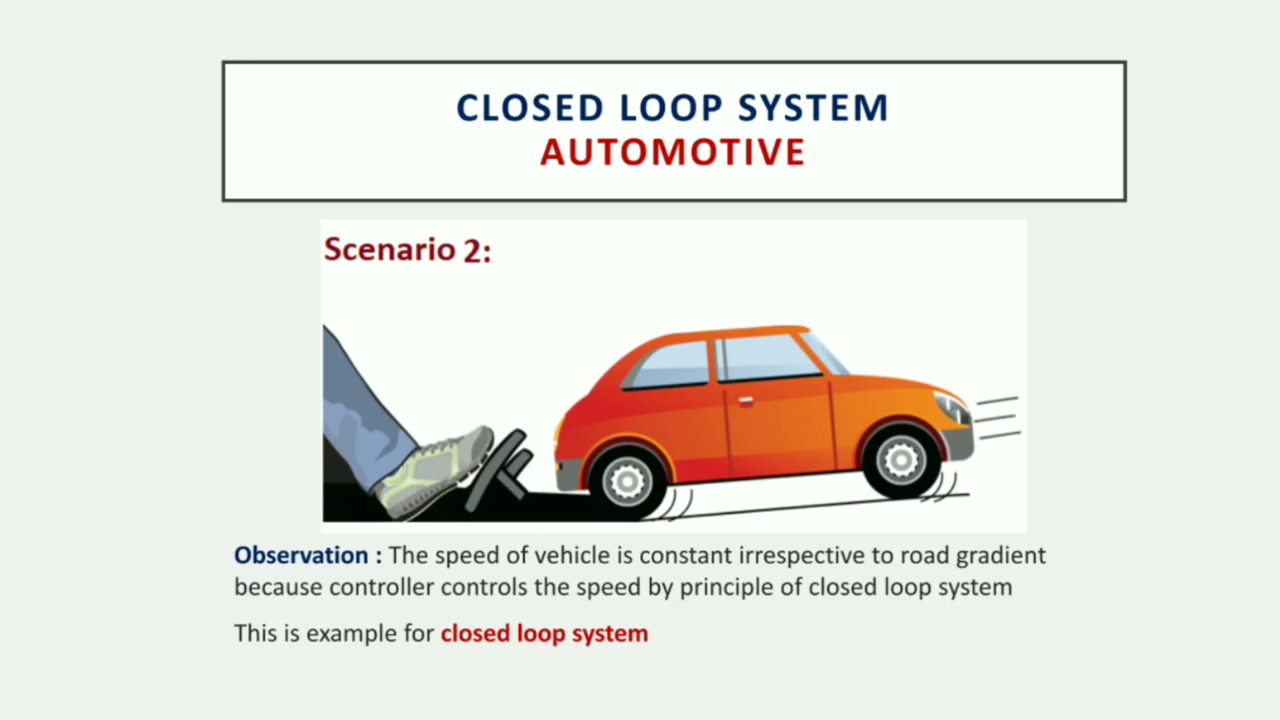 CLOSED LOOP SYSTEM
AUTOMOTIVE
Scenario 2:
Observation : The speed of vehicle is constant irrespective to road gradient
because controller controls the speed by principle of closed loop system
This is example for closed loop system